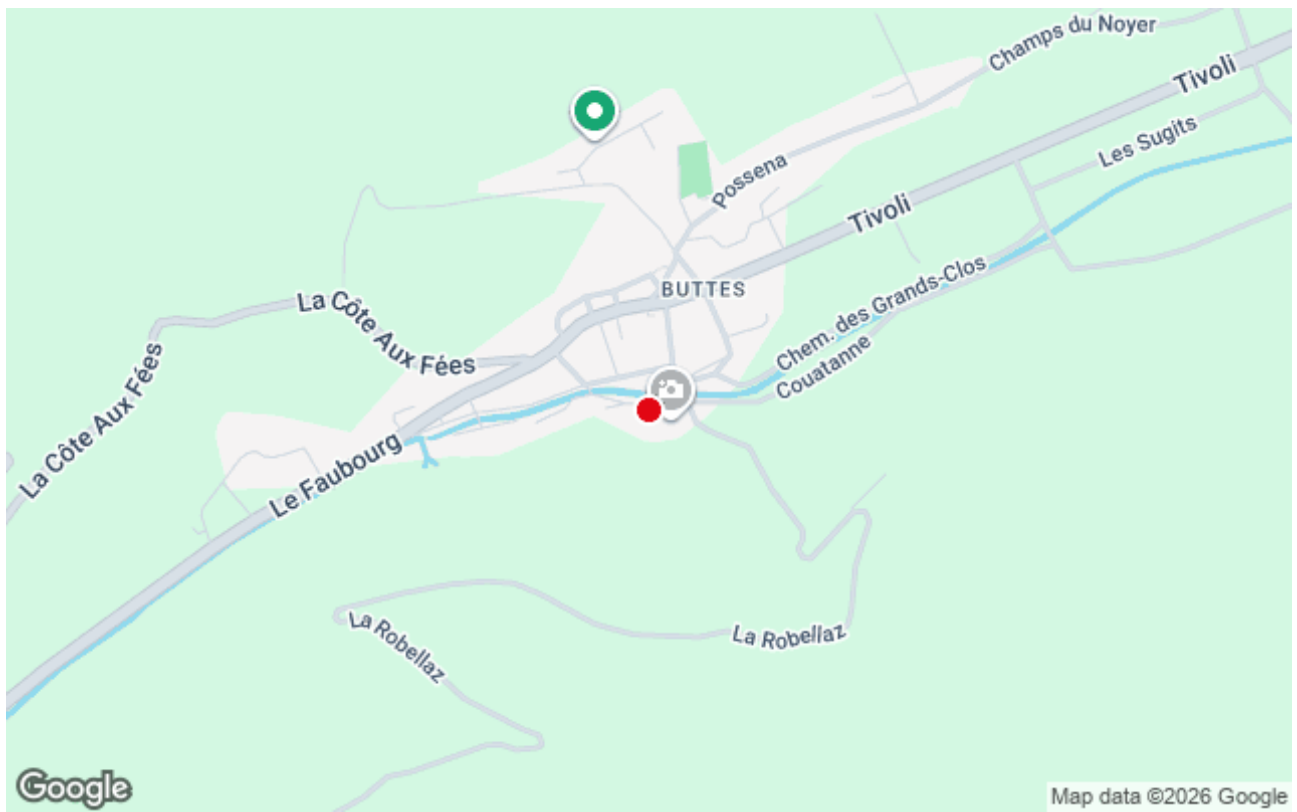 Champs du Noyer
Tivoli
Les Sugits
Possena
Tivoli
BUTTES
La Côte Aux Fées
Chem. des Grands-Clos
Couatanne
La Côte Aux Fées
Le Faubourg
La Robellaz
La Robellaz
Google
Map data ©2026 Google